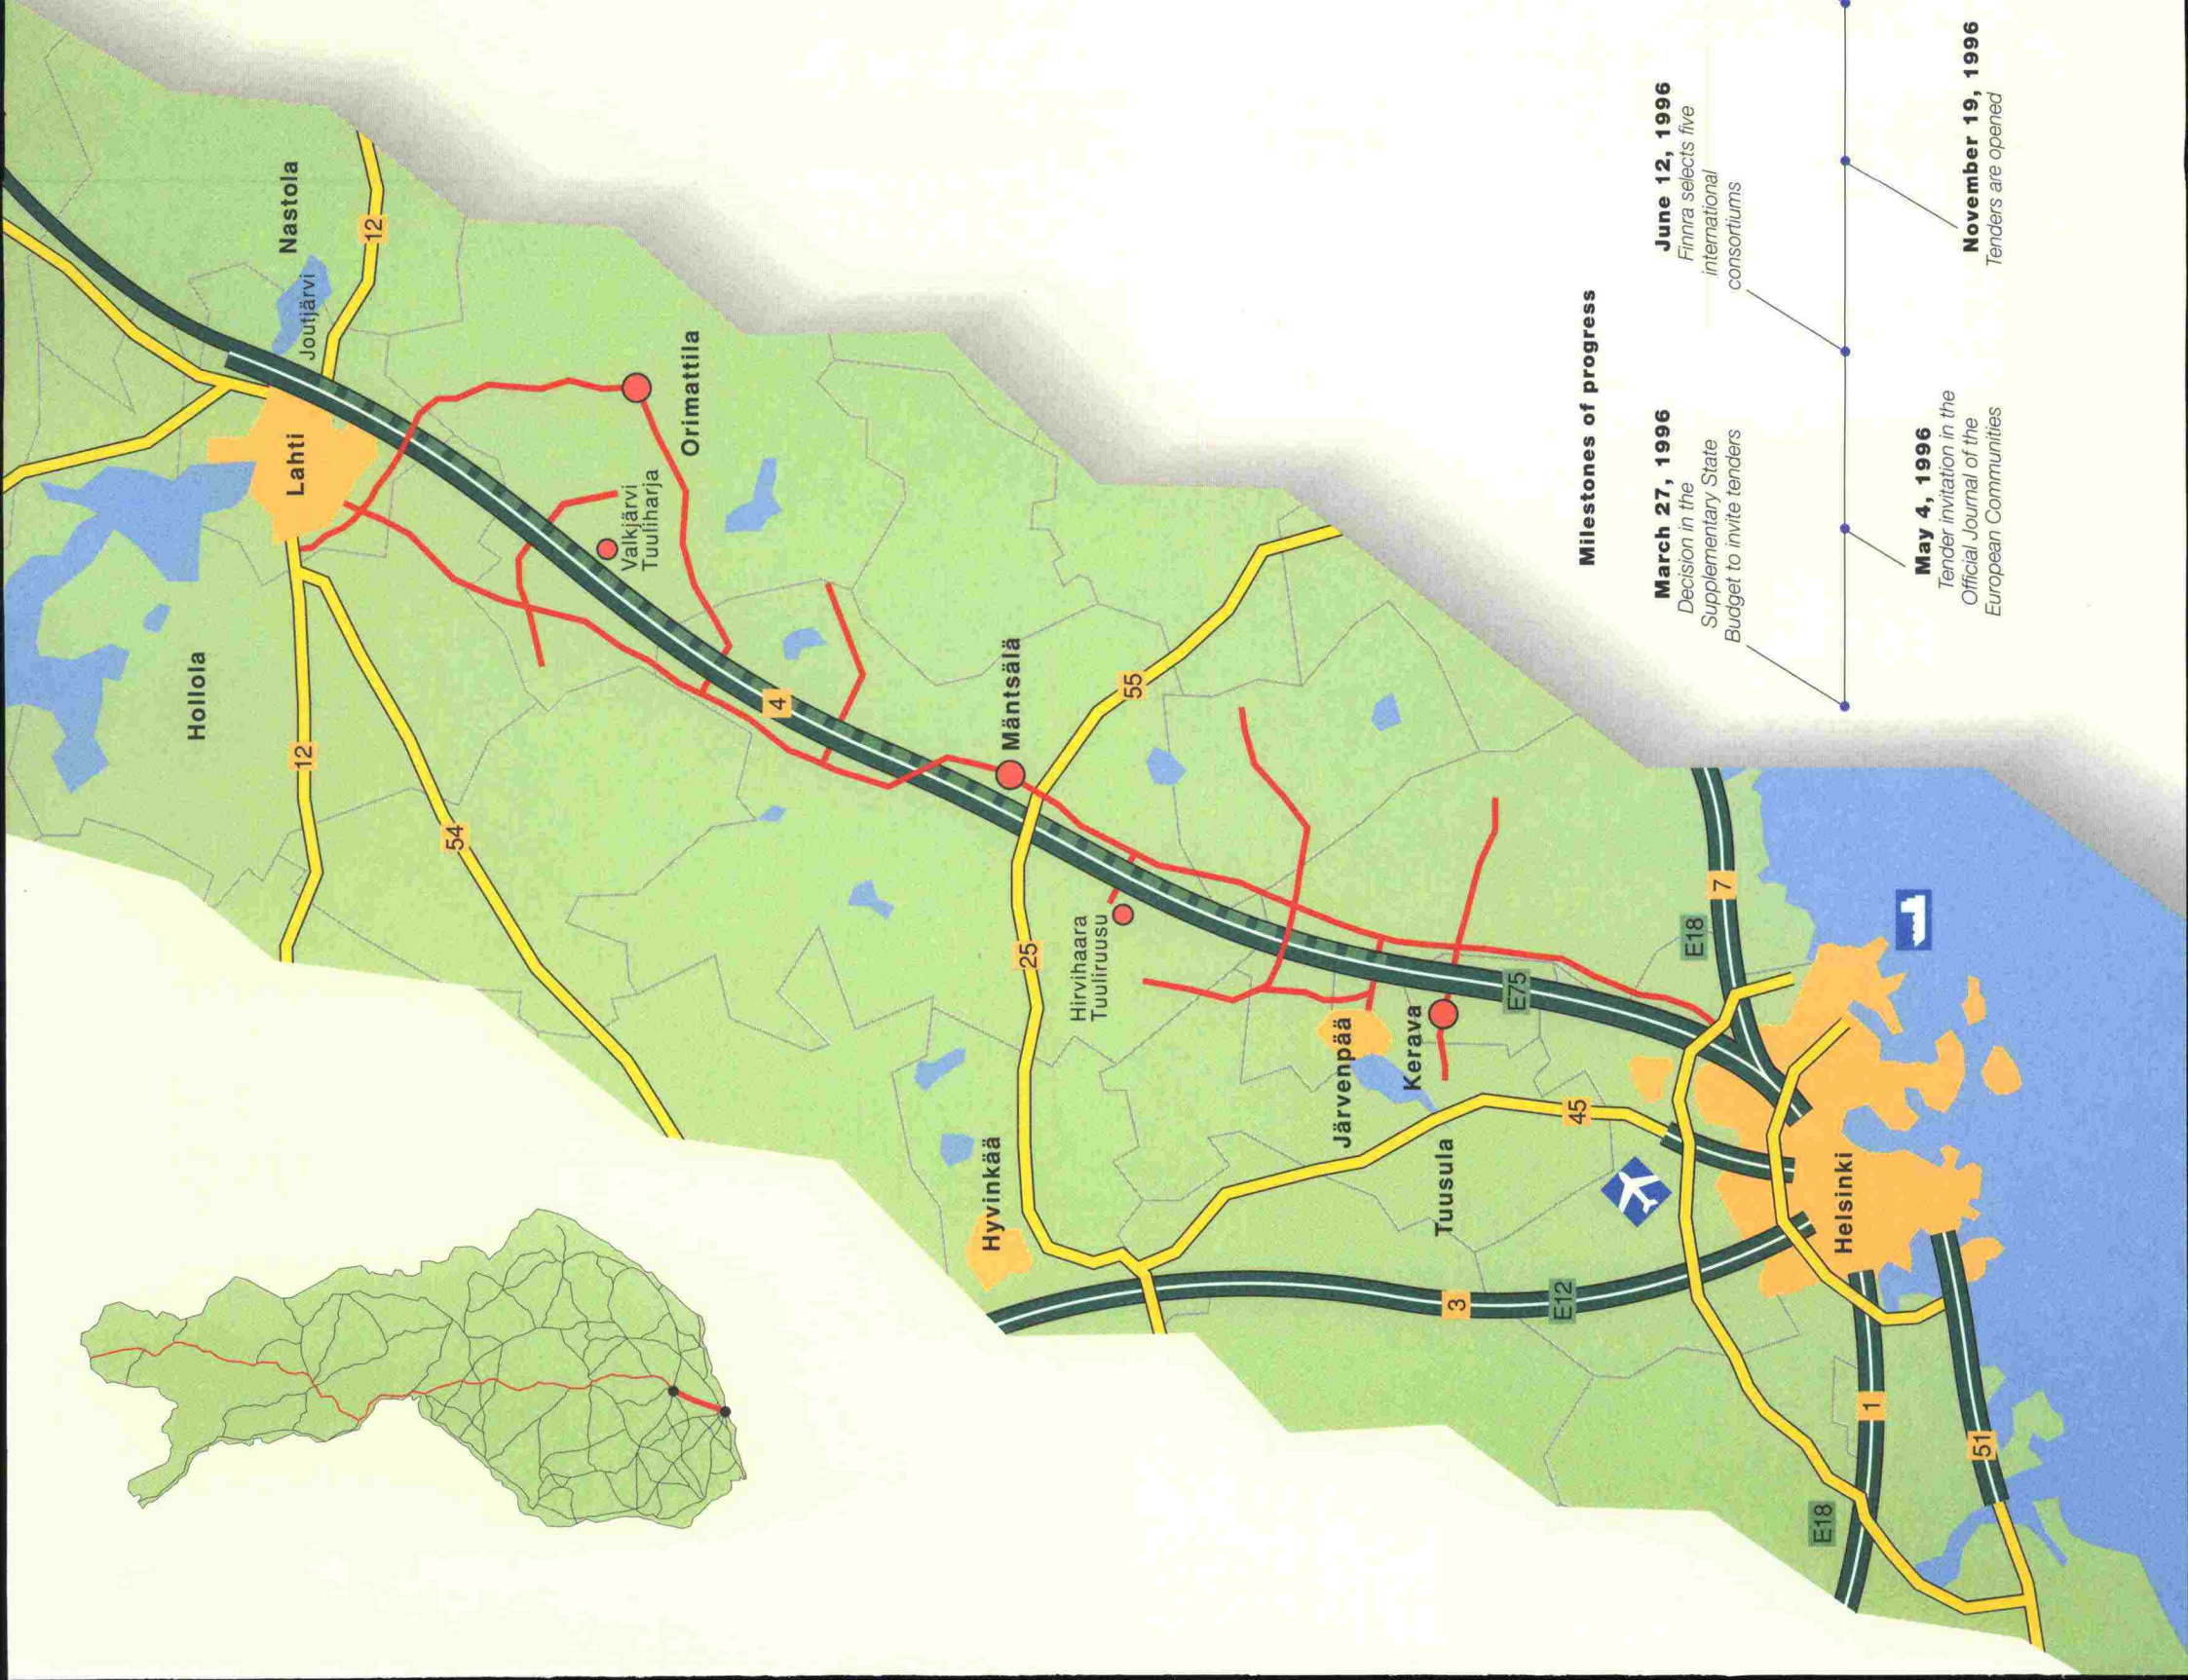 Nastola
Joutjärvi
12
Lahti
Hollola
12
54
Orimattila
Valkjärvi
Tuuliharja
4
Mäntsälä
55
25
Hirvihaara
Tuuliruusu
Hyvinkää
Järvenpää
Kerava
E75
Tuusula
45
3
E12
E18
7
Helsinki
1
51
E18
Milestones of progress
March 27, 1996
Decision in the
Supplementary State
Budget to invite tenders
May 4, 1996
Tender invitation in the
Official Journal of the
European Communities
June 12, 1996
Finnra selects five
international
consortiums
November 19, 1996
Tenders are opened